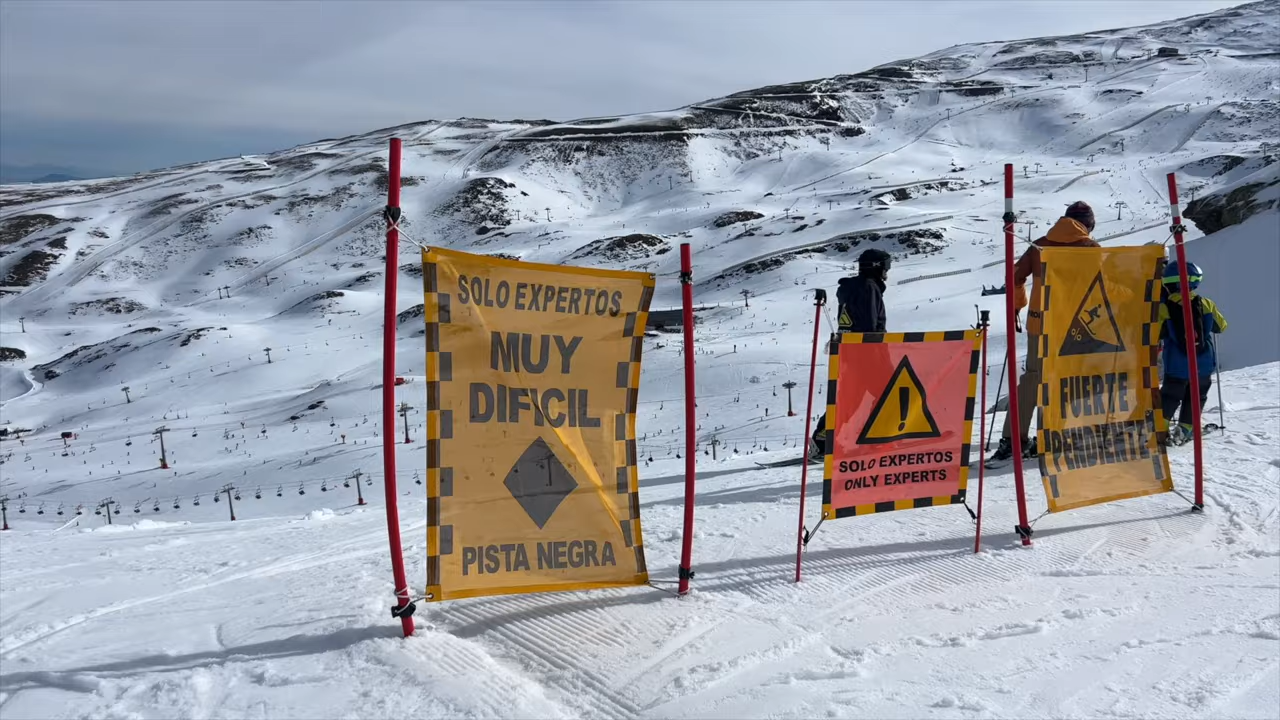 SOLO EXPERTOS
MUY
DIFICIL
PISTA NEGRA
!
SOLO EXPERTOS
ONLY EXPERTS
%
FUERTE
PENDIENTE